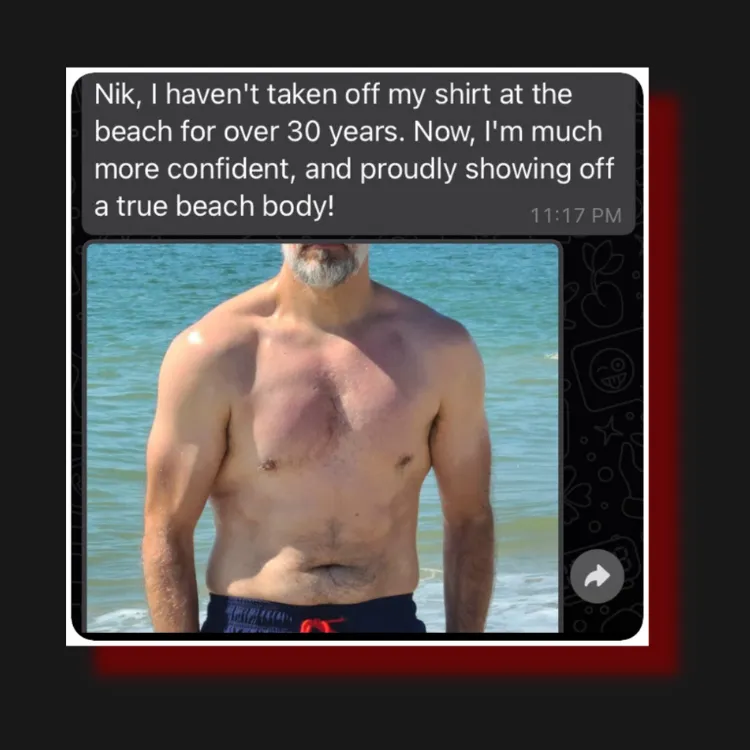 Nik, I haven't taken off my shirt at the
beach for over 30 years. Now, I'm much
more confident, and proudly showing off
a true beach body!
11:17 PM